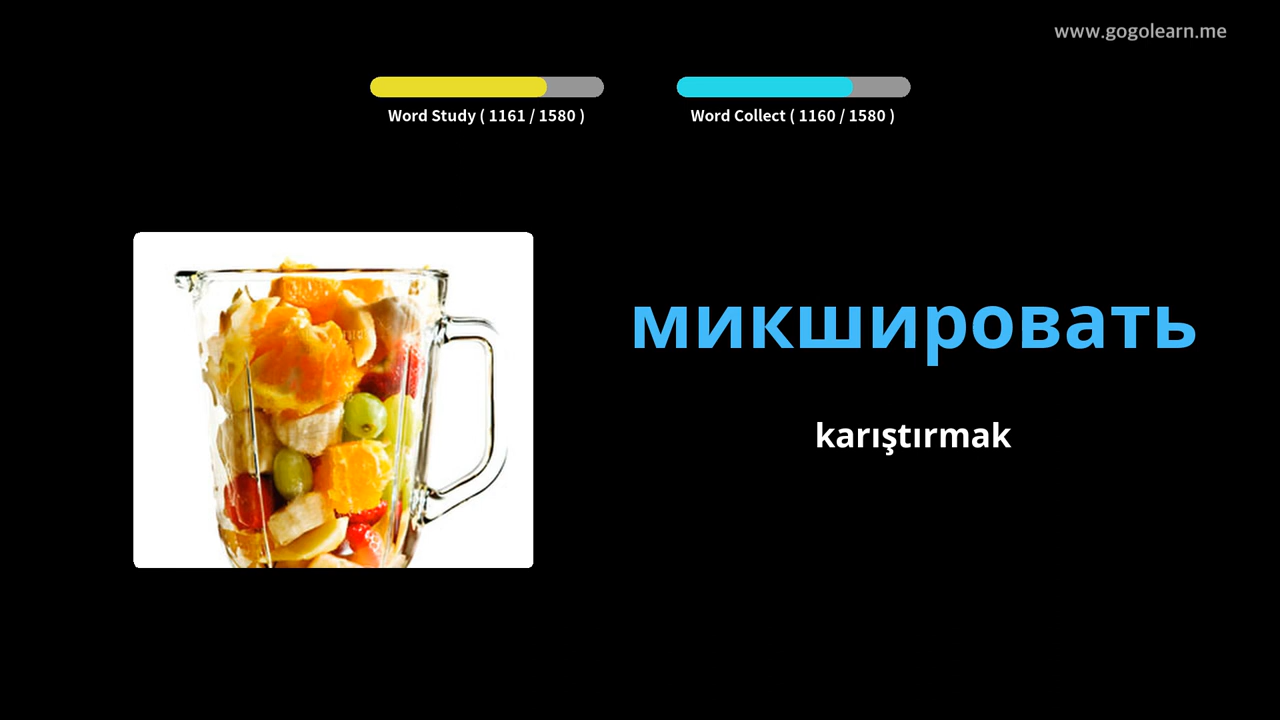 www.gogolearn.me
Word Study ( 1161 / 1580 )
Word Collect ( 1160 / 1580 )
микшировать
karıştırmak